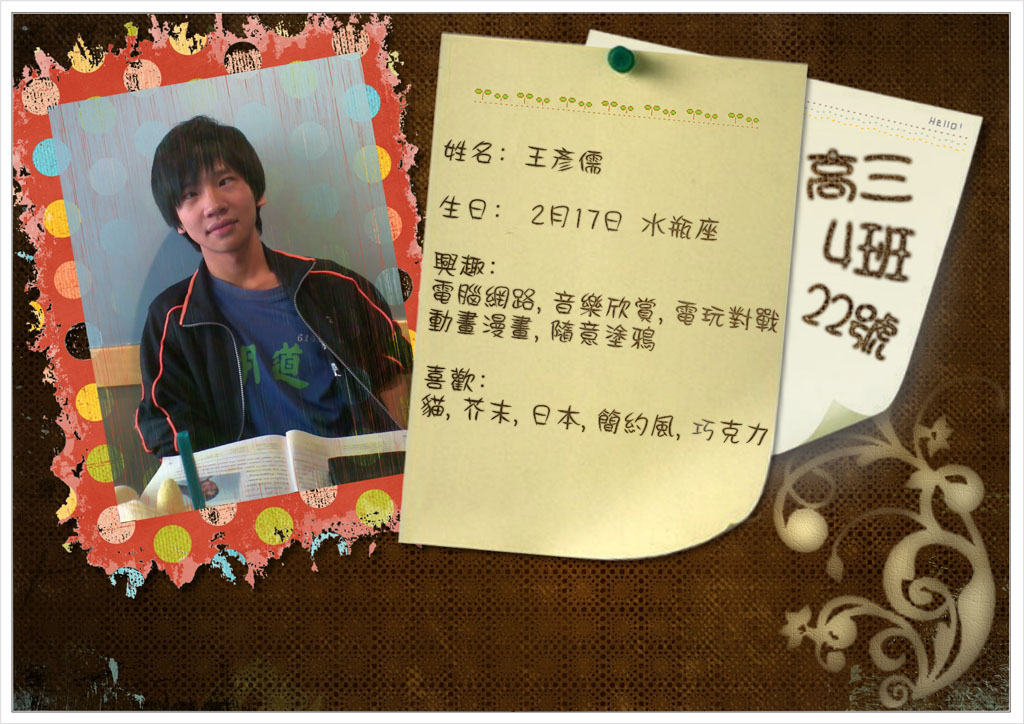 Hello!
姓名: 王彥儒
生日: 2月17日 水瓶座
興趣:
電腦網路, 音樂欣賞, 電玩對戰
動畫漫畫, 隨意塗鴉
喜歡:
貓, 芥末, 日本, 簡約風, 巧克力
高三
4班
22號
明道